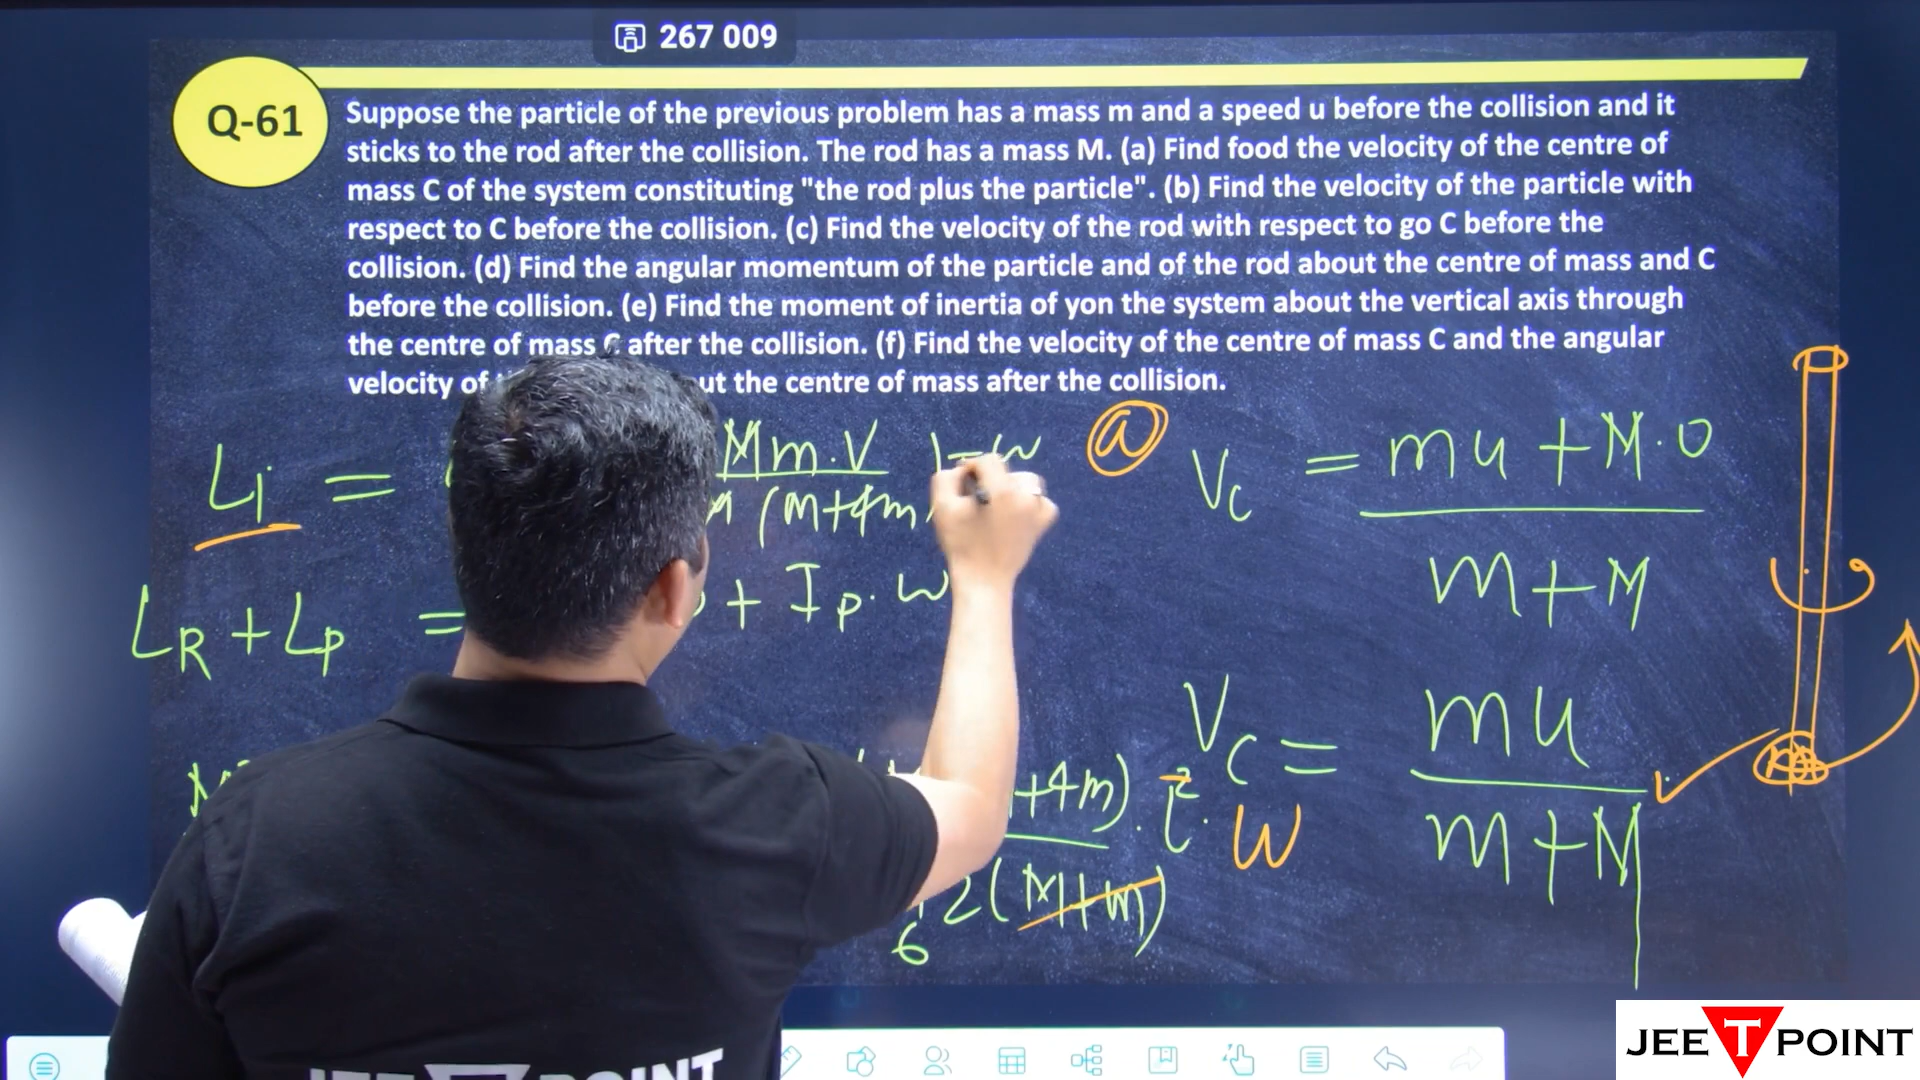 267 009
Q-61
Suppose the particle of the previous problem has a mass m and a speed u before the collision and it
sticks to the rod after the collision. The rod has a mass M. (a) Find food the velocity of the centre of
mass C of the system constituting "the rod plus the particle". (b) Find the velocity of the particle with
respect to C before the collision. (c) Find the velocity of the rod with respect to go C before the
collision. (d) Find the angular momentum of the particle and of the rod about the centre of mass and C
before the collision. (e) Find the moment of inertia of yon the system about the vertical axis through
the centre of mass C after the collision. (f) Find the velocity of the centre of mass C and the angular
velocity of ut the centre of mass after the collision.
Li =
Mm.V
(m+4m
) = w
LR + LP =
+ IP. w
+4m). l² . W
6
2(M+m)
a
Vc = mu + M.0
m+M
Vc = mu
m+M
JEE T POINT
JEE POINT